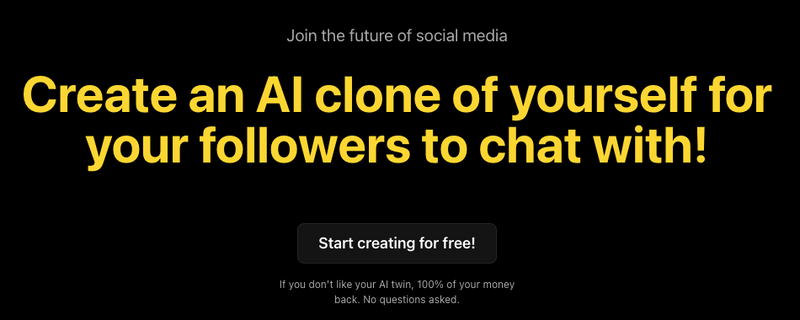 Join the future of social media
Create an AI clone of yourself for
your followers to chat with!
Start creating for free!
If you don't like your AI twin, 100% of your money
back. No questions asked.